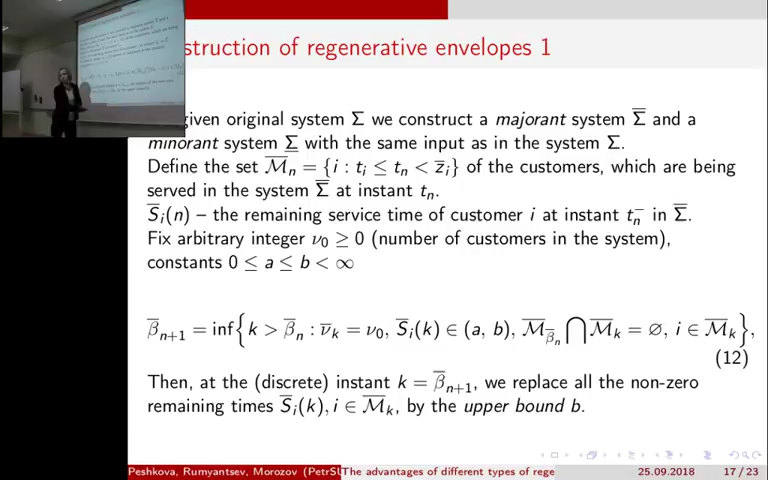 struction of regenerative envelopes 1
given original system Σ we construct a majorant system Σ̅ and a
minorant system Σ̲ with the same input as in the system Σ.
Define the set M̅ₙ = {i : tᵢ ≤ tₙ < z̅ᵢ} of the customers, which are being
served in the system Σ̅ at instant tₙ.
S̅ᵢ(n) – the remaining service time of customer i at instant tₙ⁻ in Σ̅.
Fix arbitrary integer ν₀ ≥ 0 (number of customers in the system),
constants 0 ≤ a ≤ b < ∞
β̅ₙ₊₁ = inf{k > β̅ₙ : ν̅ₖ = ν₀, S̅ᵢ(k) ∈ (a, b), M̅_β̅ₙ ⋂ M̅ₖ = ∅, i ∈ M̅ₖ},
(12)
Then, at the (discrete) instant k = β̅ₙ₊₁, we replace all the non-zero
remaining times S̅ᵢ(k), i ∈ M̅ₖ, by the upper bound b.
Peshkova, Rumyantsev, Morozov (PetrSU The advantages of different types of rege 25.09.2018 17 / 23